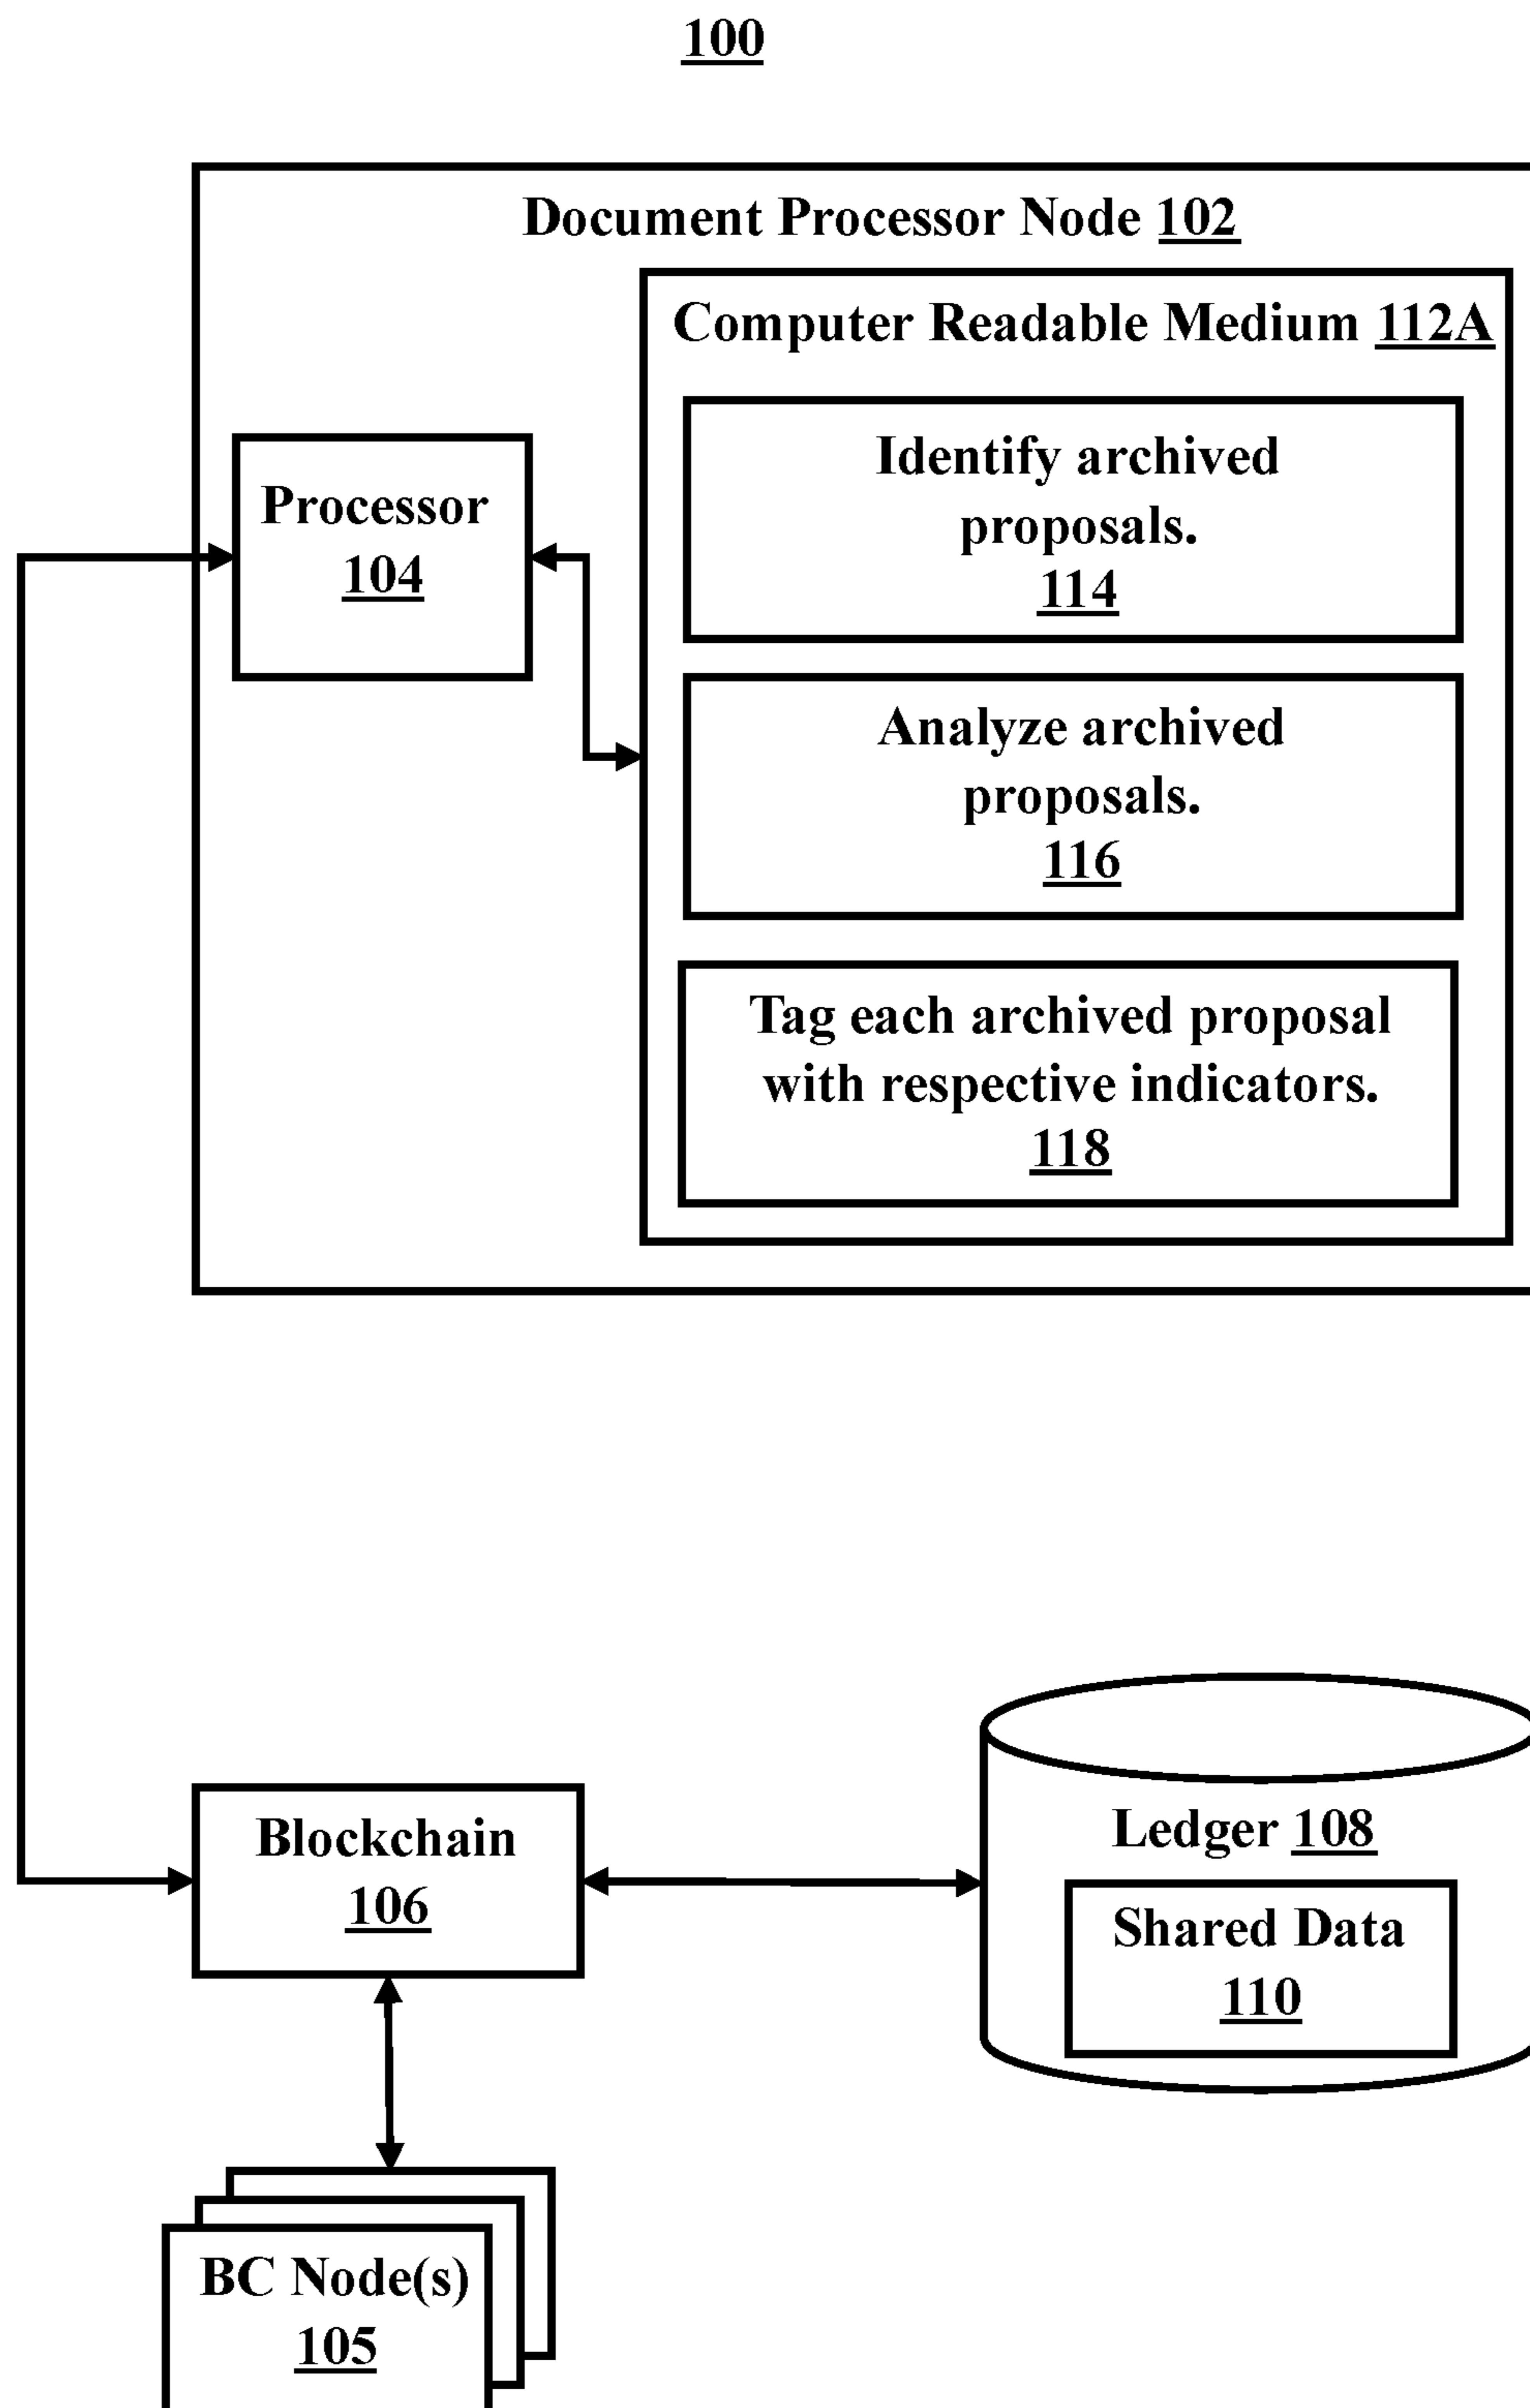 100
Document Processor Node 102
Computer Readable Medium 112A
Identify archived
proposals.
114
Processor
104
Analyze archived
proposals.
116
Tag each archived proposal
with respective indicators.
118
Blockchain
106
Ledger 108
Shared Data
110
BC Node(s)
105